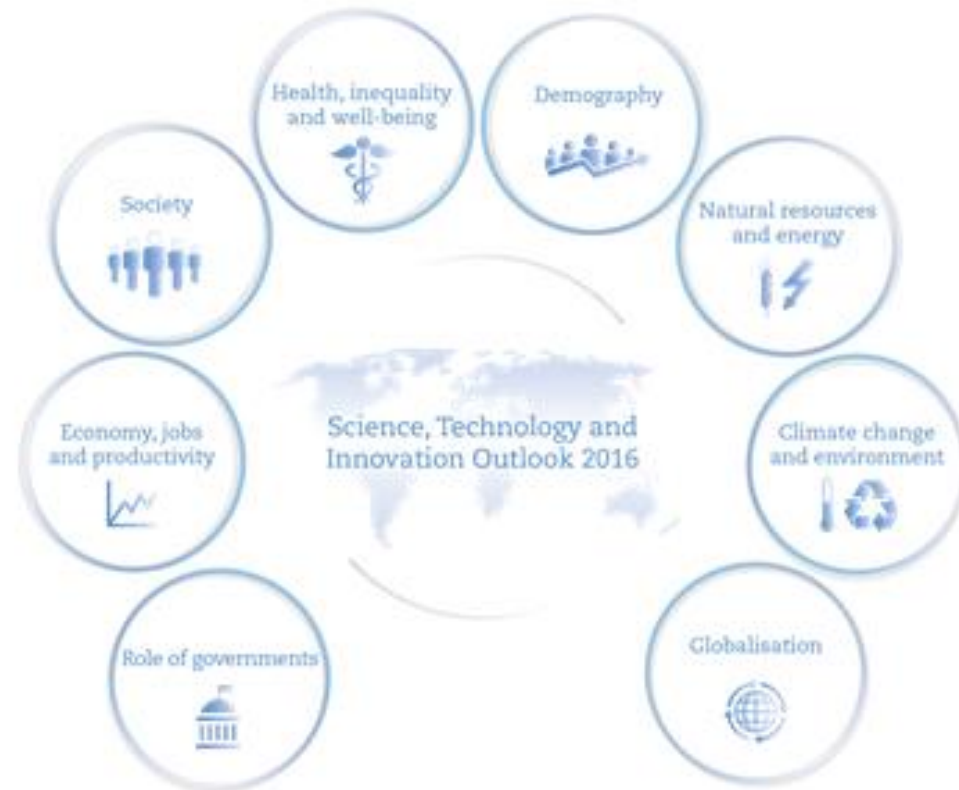 Health, inequality
and well-being
Demography
Society
Natural resources
and energy
Economy, jobs
and productivity
Science, Technology and
Innovation Outlook 2016
Climate change
and environment
Role of governments
Globalisation